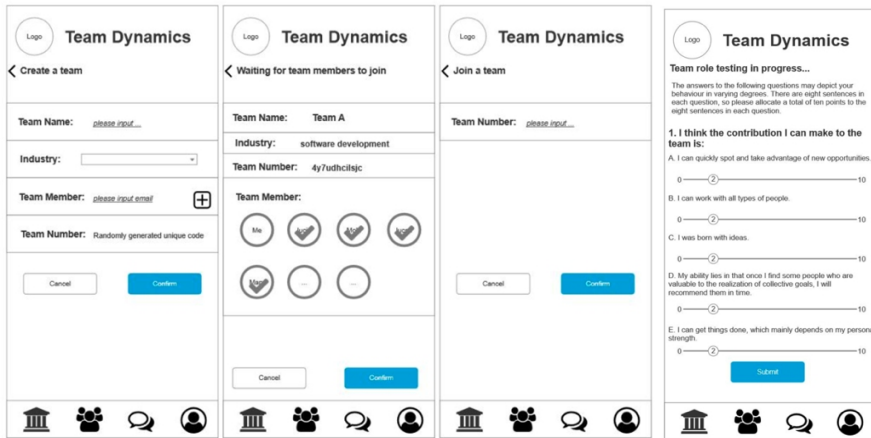 Logo
Team Dynamics
Create a team
Team Name: please input ...
Industry:
Team Member: please input email
Team Number: Randomly generated unique code
Cancel
Confirm
Logo
Team Dynamics
Waiting for team members to join
Team Name: Team A
Industry: software development
Team Number: 4y7udhcilsjc
Team Member:
Me
...
...
Cancel
Confirm
Logo
Team Dynamics
Join a team
Team Number: please input ...
Cancel
Confirm
Logo
Team Dynamics
Team role testing in progress...
The answers to the following questions may depict your
behaviour in varying degrees. There are eight sentences in
each question, so please allocate a total of ten points to the
eight sentences in each question.
1. I think the contribution I can make to the
team is:
A. I can quickly spot and take advantage of new opportunities.
0 2 10
B. I can work with all types of people.
0 2 10
C. I was born with ideas.
0 2 10
D. My ability lies in that once I find some people who are
valuable to the realization of collective goals, I will
recommend them in time.
0 2 10
E. I can get things done, which mainly depends on my persona
strength.
0 2 10
Submit